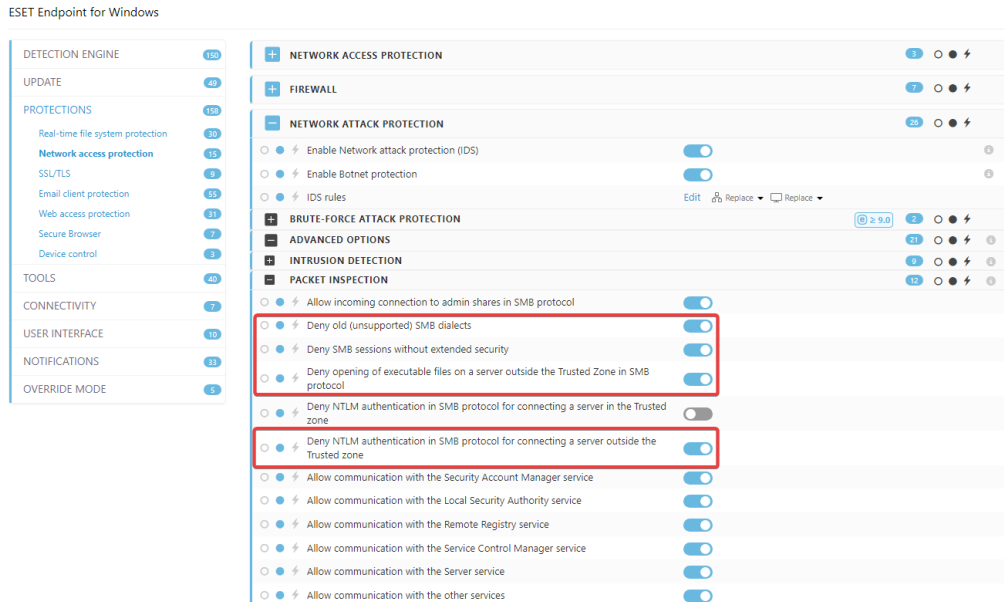 ESET Endpoint for Windows
DETECTION ENGINE 150
UPDATE 49
PROTECTIONS 158
Real-time file system protection 30
Network access protection 15
SSL/TLS 9
Email client protection 55
Web access protection 31
Secure Browser 7
Device control 3
TOOLS 40
CONNECTIVITY 7
USER INTERFACE 10
NOTIFICATIONS 33
OVERRIDE MODE 5
NETWORK ACCESS PROTECTION 3
FIREWALL 7
NETWORK ATTACK PROTECTION 26
Enable Network attack protection (IDS)
Enable Botnet protection
IDS rules Edit Replace Replace
BRUTE-FORCE ATTACK PROTECTION ≥ 9.0 2
ADVANCED OPTIONS 21
INTRUSION DETECTION 9
PACKET INSPECTION 12
Allow incoming connection to admin shares in SMB protocol
Deny old (unsupported) SMB dialects
Deny SMB sessions without extended security
Deny opening of executable files on a server outside the Trusted Zone in SMB
protocol
Deny NTLM authentication in SMB protocol for connecting a server in the Trusted
zone
Deny NTLM authentication in SMB protocol for connecting a server outside the
Trusted zone
Allow communication with the Security Account Manager service
Allow communication with the Local Security Authority service
Allow communication with the Remote Registry service
Allow communication with the Service Control Manager service
Allow communication with the Server service
Allow communication with the other services